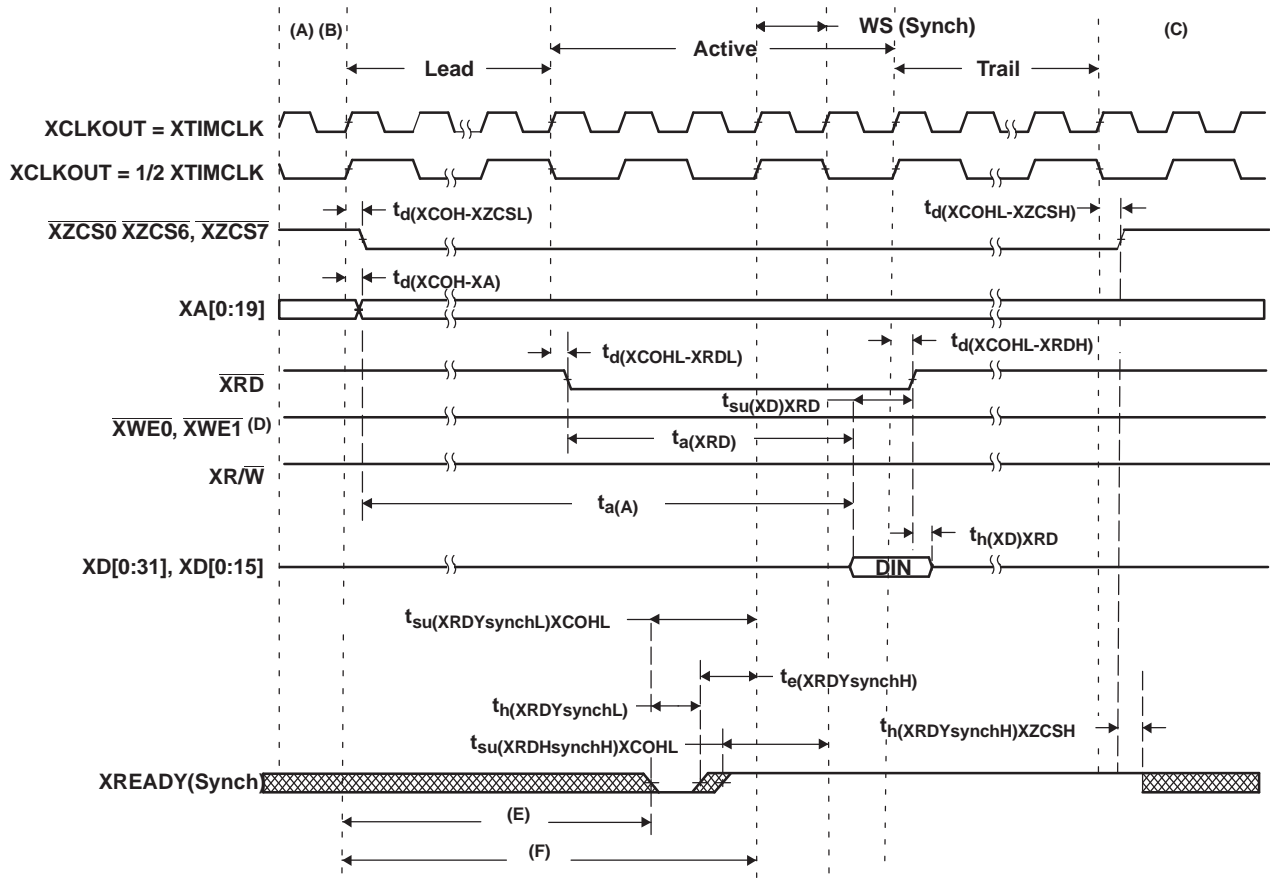 (A) (B)
WS (Synch)
(C)
Active
Lead
Trail
XCLKOUT = XTIMCLK
XCLKOUT = 1/2 XTIMCLK
td(XCOH-XZCSL)
td(XCOHL-XZCSH)
XZCS0 XZCS6, XZCS7
td(XCOH-XA)
XA[0:19]
td(XCOHL-XRDL)
td(XCOHL-XRDH)
XRD
tsu(XD)XRD
XWE0, XWE1 (D)
ta(XRD)
XR/W
ta(A)
th(XD)XRD
XD[0:31], XD[0:15]
DIN
tsu(XRDYsynchL)XCOHL
te(XRDYsynchH)
th(XRDYsynchL)
th(XRDYsynchH)XZCSH
tsu(XRDHsynchH)XCOHL
XREADY(Synch)
(E)
(F)